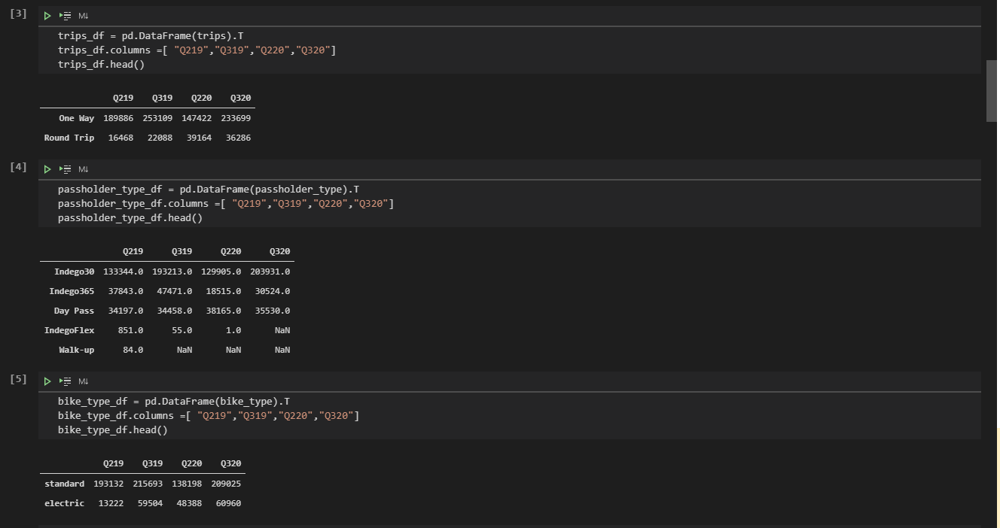 [3]
M↓
trips_df = pd.DataFrame(trips).T
trips_df.columns =[ "Q219","Q319","Q220","Q320"]
trips_df.head()
Q219 Q319 Q220 Q320
One Way 189886 253109 147422 233699
Round Trip 16468 22088 39164 36286
[4]
M↓
passholder_type_df = pd.DataFrame(passholder_type).T
passholder_type_df.columns =[ "Q219","Q319","Q220","Q320"]
passholder_type_df.head()
Q219 Q319 Q220 Q320
Indego30 133344.0 193213.0 129905.0 203931.0
Indego365 37843.0 47471.0 18515.0 30524.0
Day Pass 34197.0 34458.0 38165.0 35530.0
IndegoFlex 851.0 55.0 1.0 NaN
Walk-up 84.0 NaN NaN NaN
[5]
M↓
bike_type_df = pd.DataFrame(bike_type).T
bike_type_df.columns =[ "Q219","Q319","Q220","Q320"]
bike_type_df.head()
Q219 Q319 Q220 Q320
standard 193132 215693 138198 209025
electric 13222 59504 48388 60960